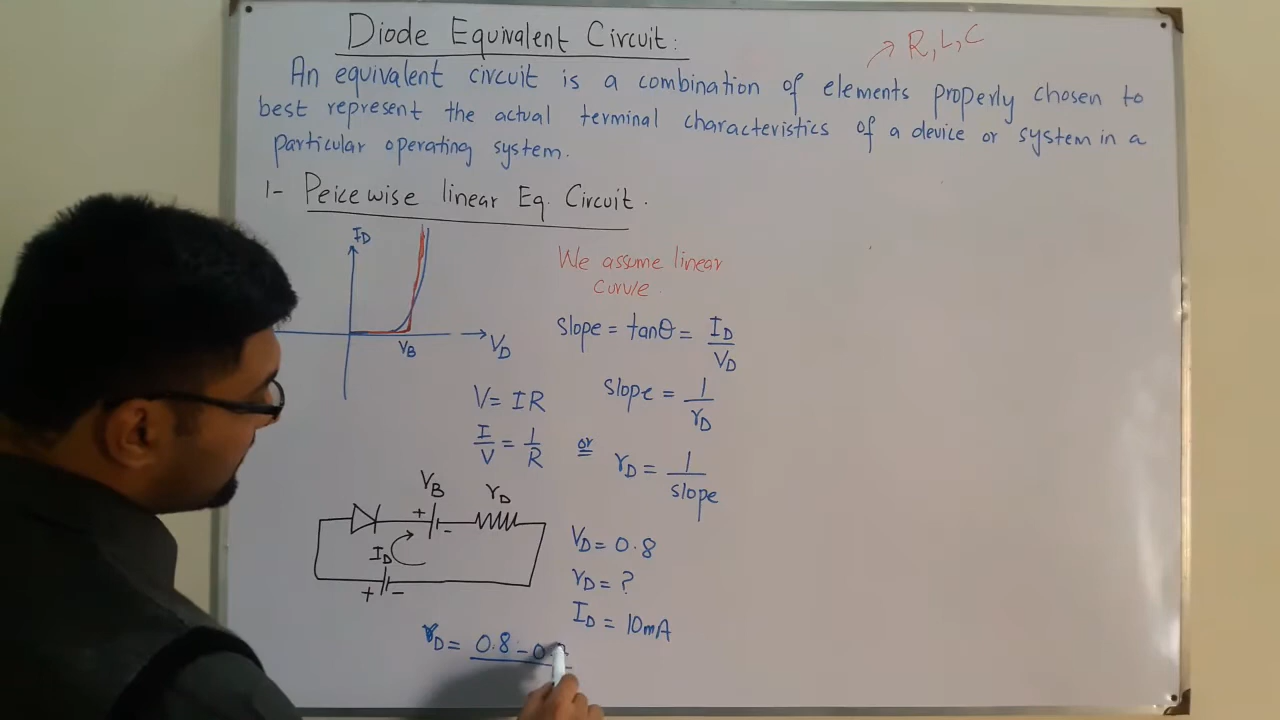 Diode Equivalent Circuit:
→ R, L, C
An equivalent circuit is a combination of elements properly chosen to
best represent the actual terminal characteristics of a device or system in a
particular operating system.
1- Peicewise linear Eq. Circuit.
I_D
V_B
V_D
We assume linear
curvle.
Slope = tanθ = I_D / V_D
V = IR
Slope = 1 / r_D
I / V = 1 / R
or
r_D = 1 / slope
V_B
r_D
+ -
I_D
+ -
V_D = 0.8
r_D = ?
I_D = 10mA
r_D = 0.8 - 0.